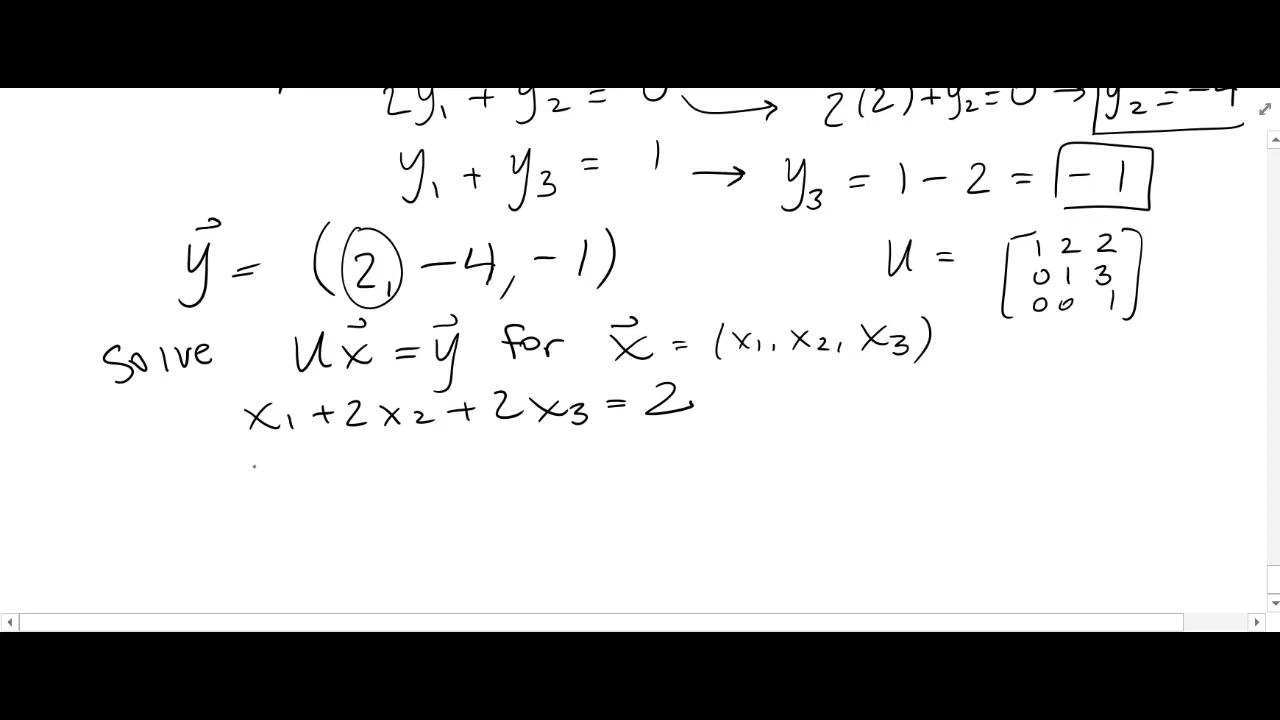 2y₁ + y₂ = 0 → 2(2)+y₂=0 → y₂ = -4
y₁ + y₃ = 1 → y₃ = 1 - 2 = -1
y⃗ = (2, -4, -1)
U = [1 2 2
0 1 3
0 0 1]
Solve Ux⃗ = y⃗ for x⃗ = (x₁, x₂, x₃)
x₁ + 2x₂ + 2x₃ = 2